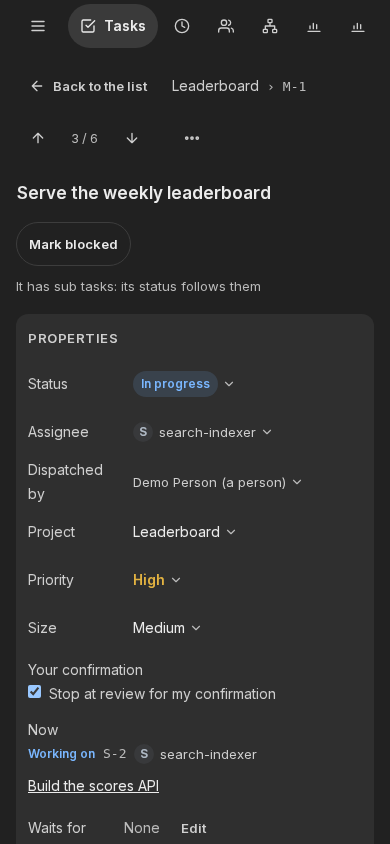 Tasks
Back to the list Leaderboard › M-1
3 / 6 •••
Serve the weekly leaderboard
Mark blocked
It has sub tasks: its status follows them
PROPERTIES
Status In progress
Assignee S search-indexer
Dispatched by Demo Person (a person)
Project Leaderboard
Priority High
Size Medium
Your confirmation
Stop at review for my confirmation
Now
Working on S-2 S search-indexer
Build the scores API
Waits for None Edit